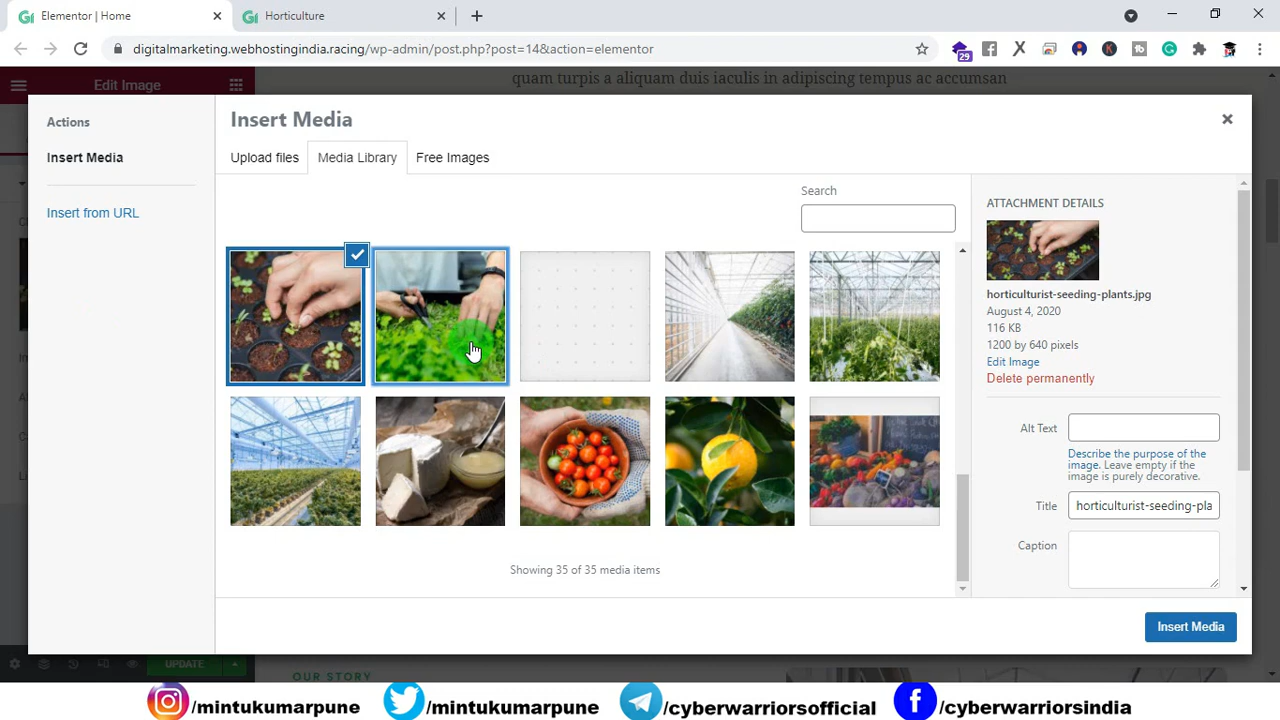 Elementor | Home
Horticulture
digitalmarketing.webhostingindia.racing/wp-admin/post.php?post=14&action=elementor
29
quam turpis a aliquam duis iaculis in adipiscing tempus ac accumsan
Edit Image
Actions
Insert Media
Insert from URL
Insert Media
Upload files
Media Library
Free Images
Search
ATTACHMENT DETAILS
horticulturist-seeding-plants.jpg
August 4, 2020
116 KB
1200 by 640 pixels
Edit Image
Delete permanently
Alt Text
Describe the purpose of the
image. Leave empty if the
image is purely decorative.
Title
horticulturist-seeding-pla
Caption
Showing 35 of 35 media items
Insert Media
UPDATE
OUR STORY
/mintukumarpune
/mintukumarpune
/cyberwarriorsofficial
/cyberwarriorsindia